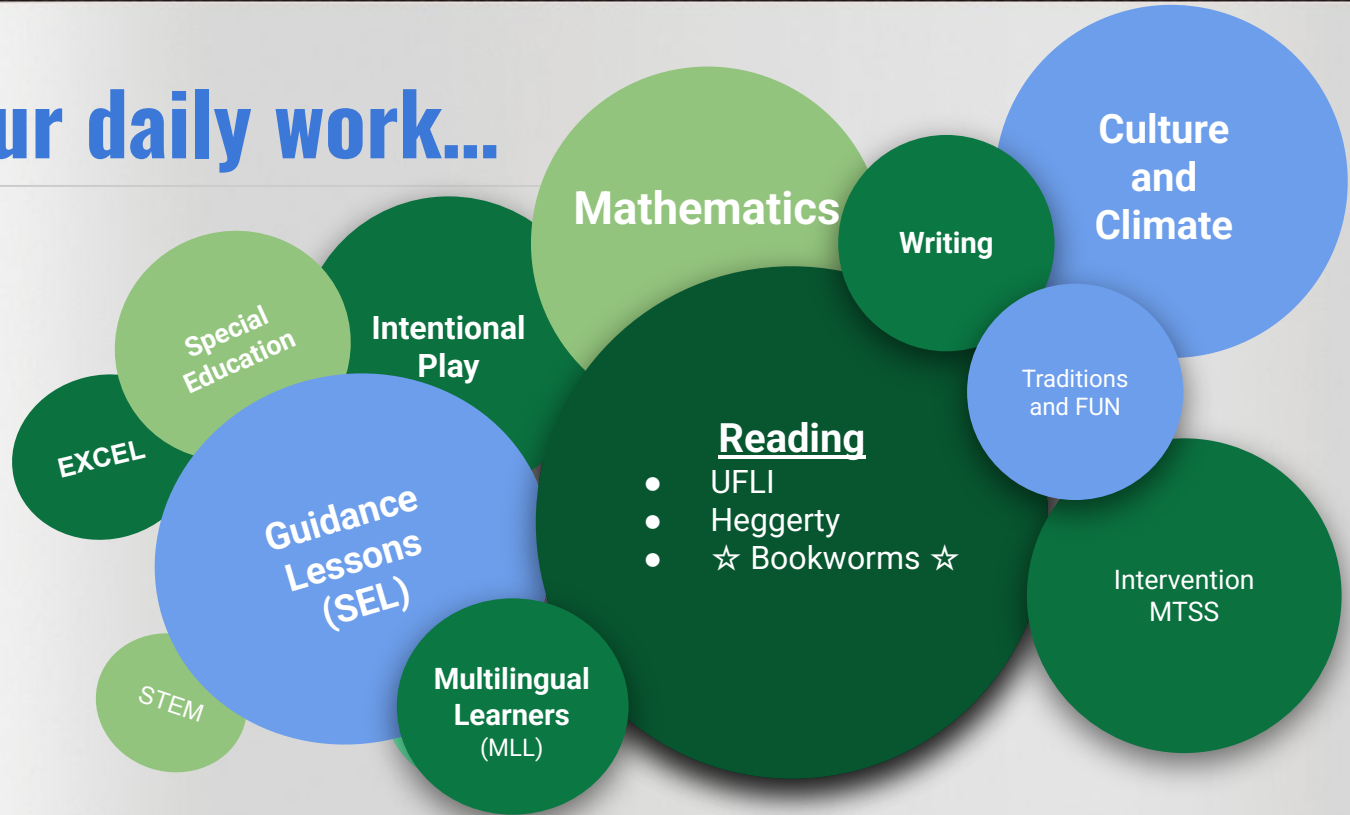 ur daily work...
Mathematics
Culture
and
Climate
Writing
Special
Education
Intentional
Play
Traditions
and FUN
EXCEL
Reading
● UFLI
● Heggerty
● ☆ Bookworms ☆
Guidance
Lessons
(SEL)
Intervention
MTSS
STEM
Multilingual
Learners
(MLL)